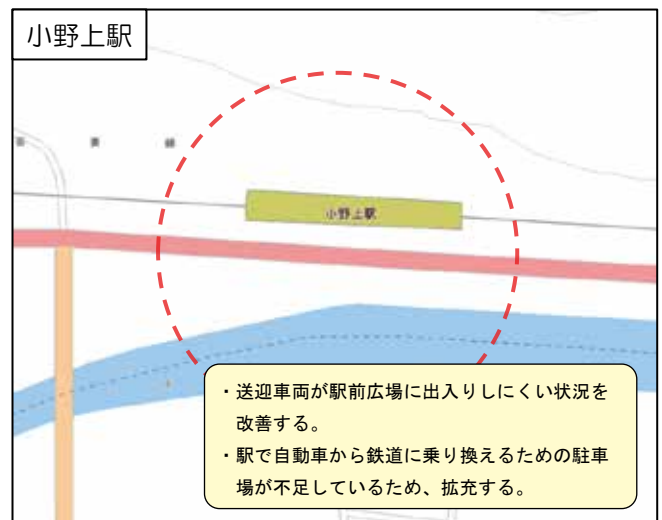 小野上駅
小野上駅
・送迎車両が駅前広場に出入りしにくい状況を
改善する。
・駅で自動車から鉄道に乗り換えるための駐車
場が不足しているため、拡充する。